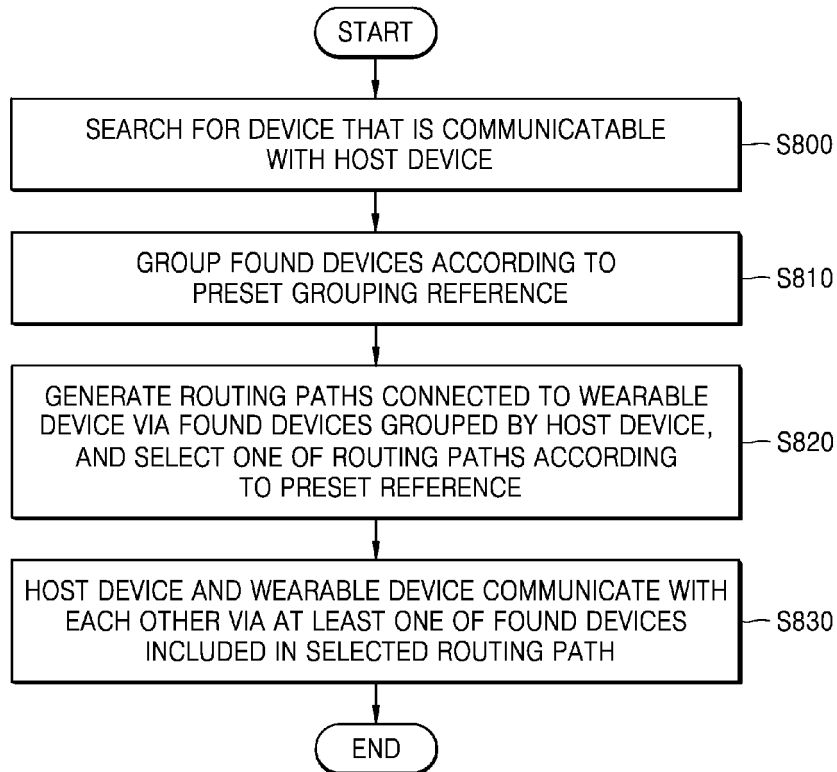 START
SEARCH FOR DEVICE THAT IS COMMUNICATABLE
WITH HOST DEVICE
S800
GROUP FOUND DEVICES ACCORDING TO
PRESET GROUPING REFERENCE
S810
GENERATE ROUTING PATHS CONNECTED TO WEARABLE
DEVICE VIA FOUND DEVICES GROUPED BY HOST DEVICE,
AND SELECT ONE OF ROUTING PATHS ACCORDING
TO PRESET REFERENCE
S820
HOST DEVICE AND WEARABLE DEVICE COMMUNICATE WITH
EACH OTHER VIA AT LEAST ONE OF FOUND DEVICES
INCLUDED IN SELECTED ROUTING PATH
S830
END